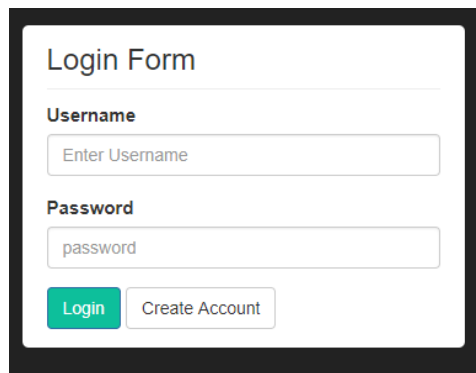 Login Form
Username
Enter Username
Password
password
Login Create Account